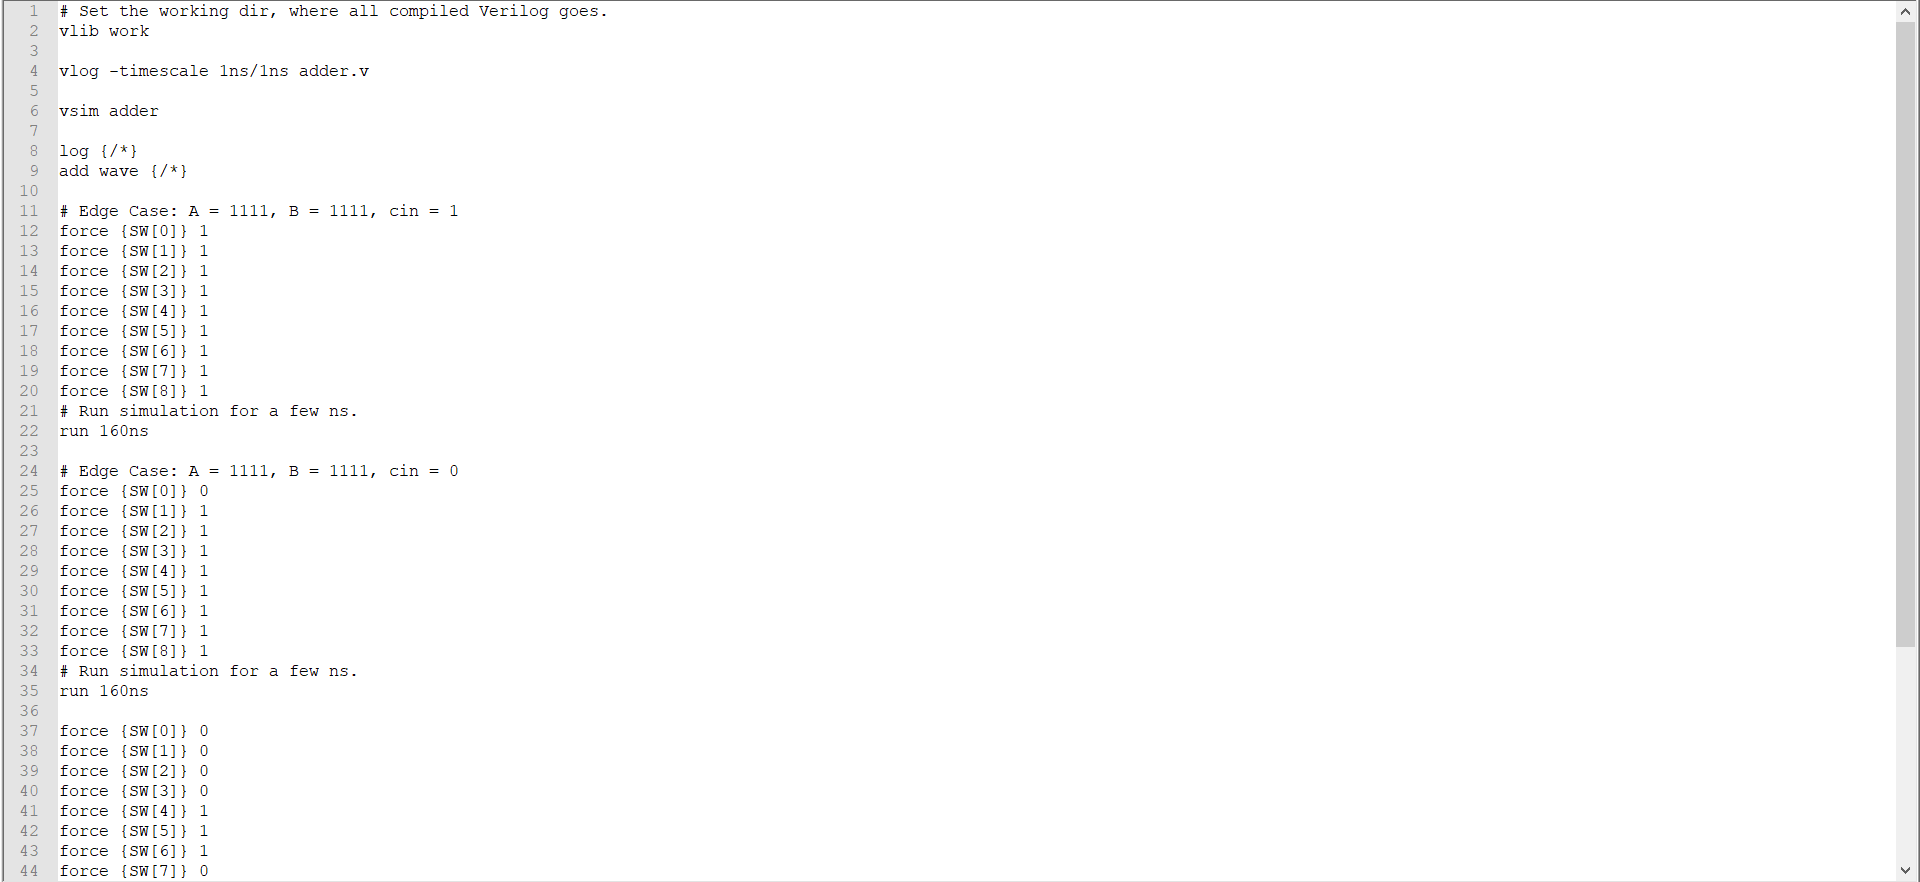 1 # Set the working dir, where all compiled Verilog goes.
2 vlib work
3
4 vlog -timescale 1ns/1ns adder.v
5
6 vsim adder
7
8 log {/*}
9 add wave {/*}
10
11 # Edge Case: A = 1111, B = 1111, cin = 1
12 force {SW[0]} 1
13 force {SW[1]} 1
14 force {SW[2]} 1
15 force {SW[3]} 1
16 force {SW[4]} 1
17 force {SW[5]} 1
18 force {SW[6]} 1
19 force {SW[7]} 1
20 force {SW[8]} 1
21 # Run simulation for a few ns.
22 run 160ns
23
24 # Edge Case: A = 1111, B = 1111, cin = 0
25 force {SW[0]} 0
26 force {SW[1]} 1
27 force {SW[2]} 1
28 force {SW[3]} 1
29 force {SW[4]} 1
30 force {SW[5]} 1
31 force {SW[6]} 1
32 force {SW[7]} 1
33 force {SW[8]} 1
34 # Run simulation for a few ns.
35 run 160ns
36
37 force {SW[0]} 0
38 force {SW[1]} 0
39 force {SW[2]} 0
40 force {SW[3]} 0
41 force {SW[4]} 1
42 force {SW[5]} 1
43 force {SW[6]} 1
44 force {SW[7]} 0